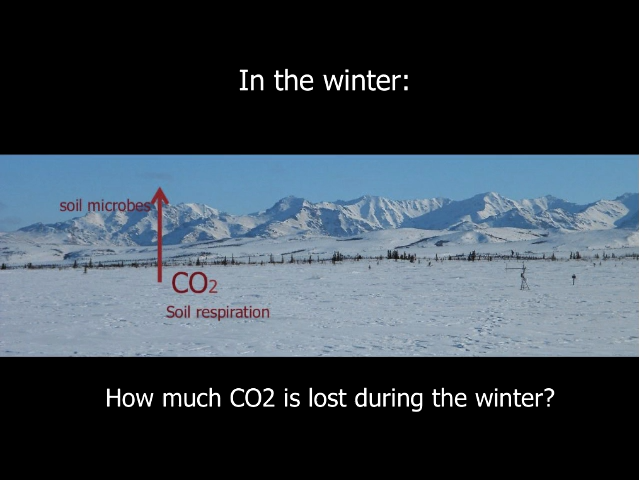 In the winter:
soil microbes
CO2
Soil respiration
How much CO2 is lost during the winter?